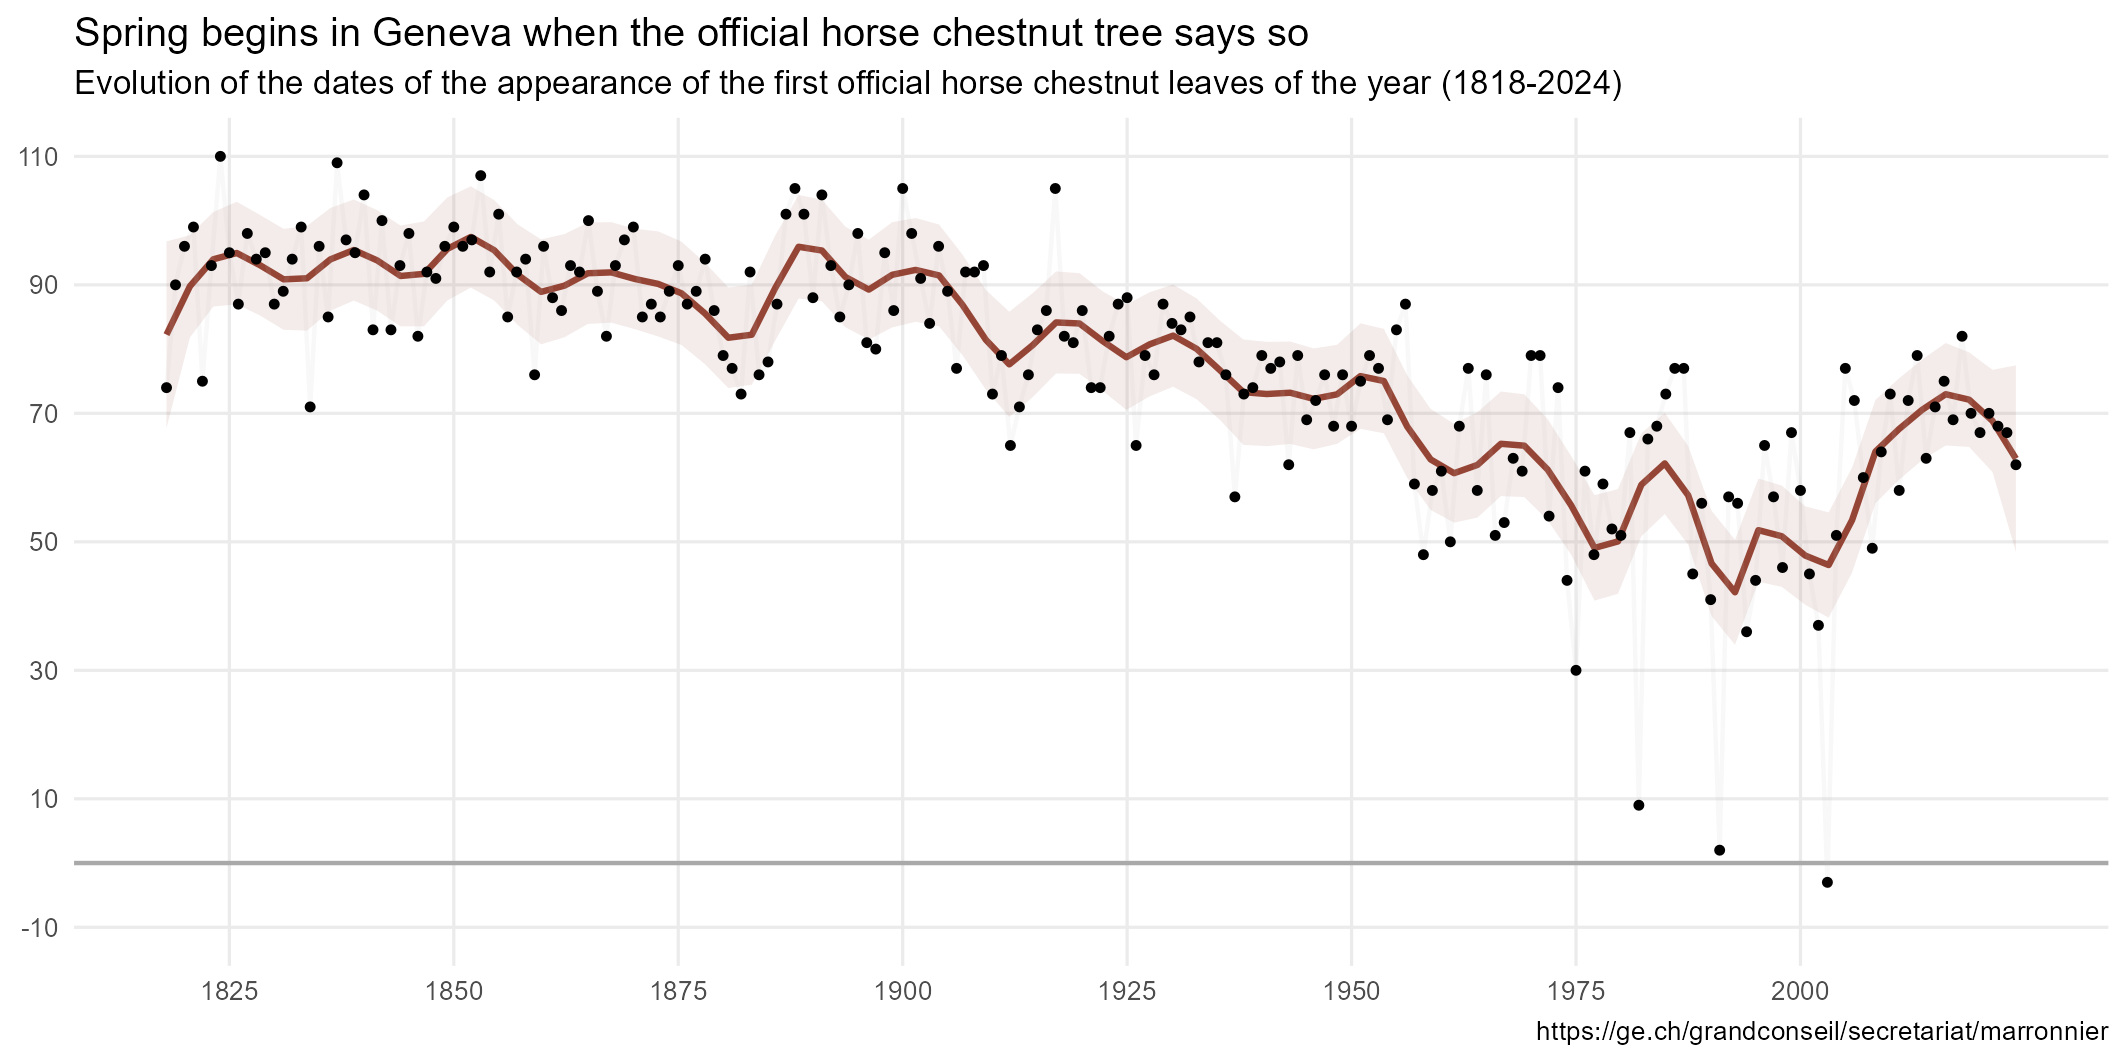 Spring begins in Geneva when the official horse chestnut tree says so
Evolution of the dates of the appearance of the first official horse chestnut leaves of the year (1818-2024)
110
90
70
50
30
10
-10
1825 1850 1875 1900 1925 1950 1975 2000
https://ge.ch/grandconseil/secretariat/marronnier